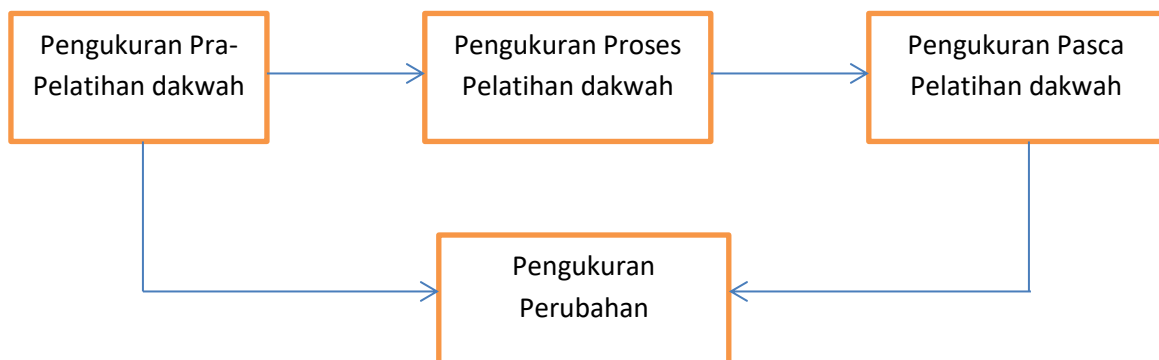 Pengukuran Pra-
Pelatihan dakwah
Pengukuran Proses
Pelatihan dakwah
Pengukuran Pasca
Pelatihan dakwah
Pengukuran
Perubahan